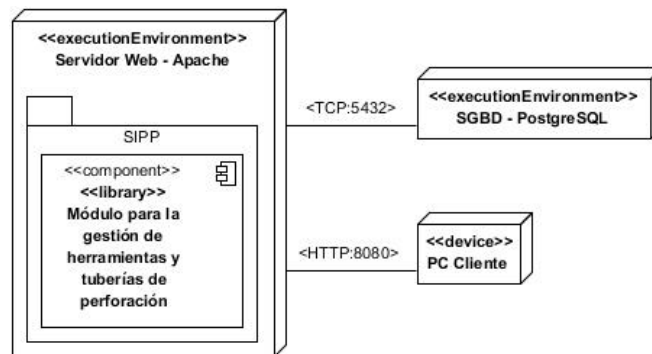 <<executionEnvironment>>
Servidor Web - Apache
SIPP
<<component>>
<<library>>
Módulo para la
gestión de
herramientas y
tuberías de
perforación
<TCP:5432>
<<executionEnvironment>>
SGBD - PostgreSQL
<HTTP:8080>
<<device>>
PC Cliente